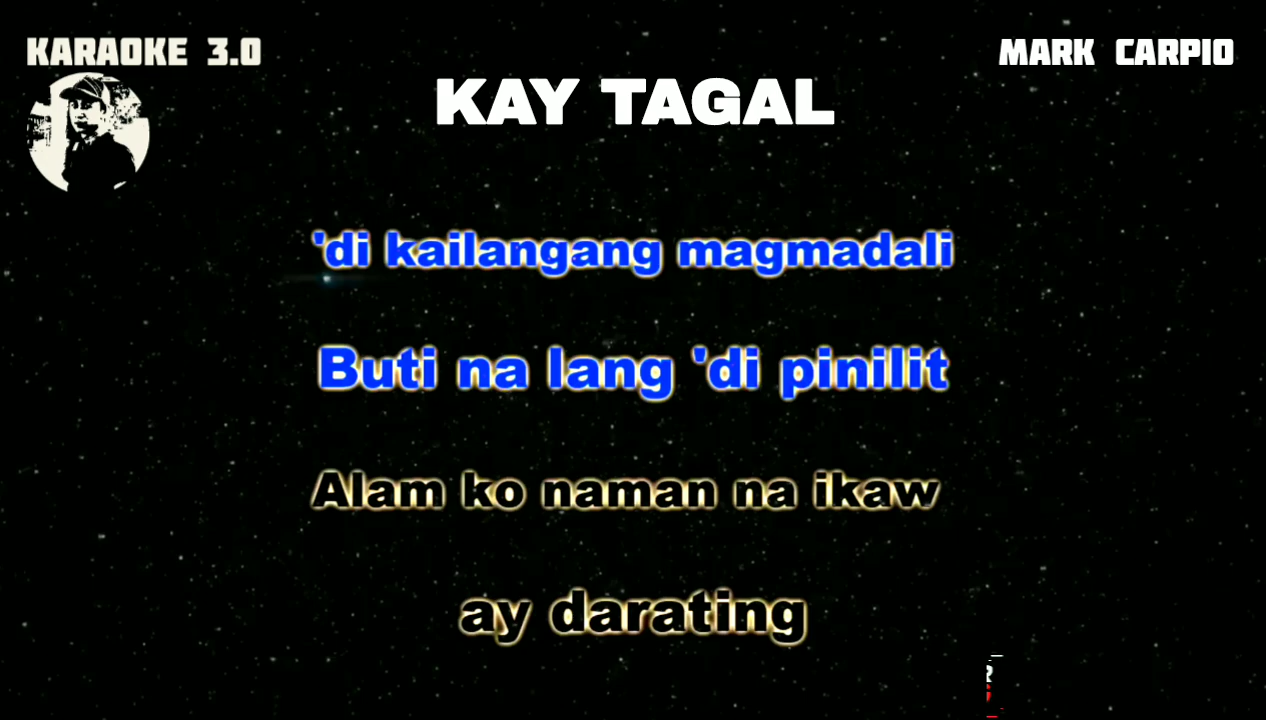 KARAOKE 3.0
MARK CARPIO
KAY TAGAL
'di kailangang magmadali
Buti na lang 'di pinilit
Alam ko naman na ikaw
ay darating